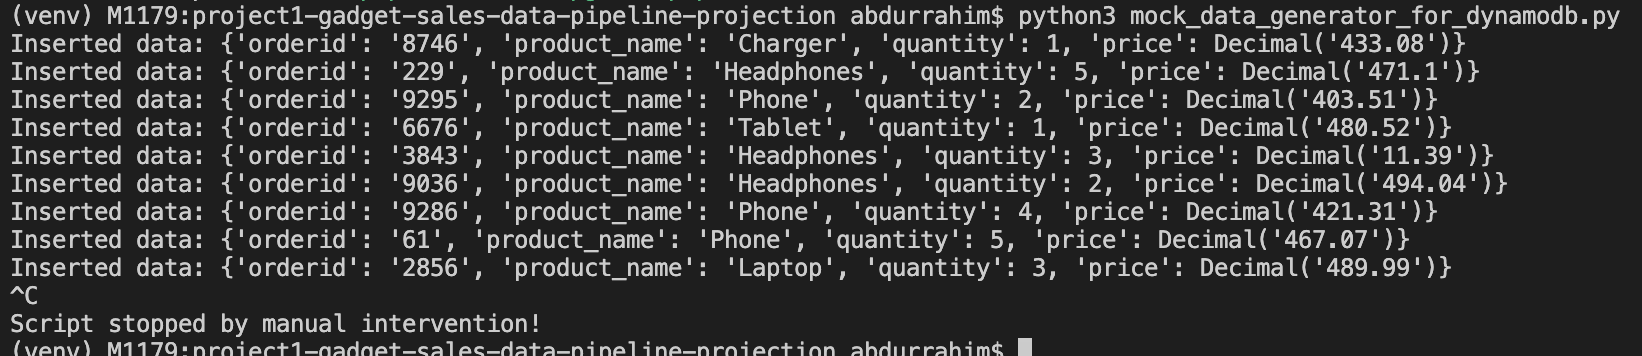 (venv) M1179:project1-gadget-sales-data-pipeline-projection abdurrahim$ python3 mock_data_generator_for_dynamodb.py
Inserted data: {'orderid': '8746', 'product_name': 'Charger', 'quantity': 1, 'price': Decimal('433.08')}
Inserted data: {'orderid': '229', 'product_name': 'Headphones', 'quantity': 5, 'price': Decimal('471.1')}
Inserted data: {'orderid': '9295', 'product_name': 'Phone', 'quantity': 2, 'price': Decimal('403.51')}
Inserted data: {'orderid': '6676', 'product_name': 'Tablet', 'quantity': 1, 'price': Decimal('480.52')}
Inserted data: {'orderid': '3843', 'product_name': 'Headphones', 'quantity': 3, 'price': Decimal('11.39')}
Inserted data: {'orderid': '9036', 'product_name': 'Headphones', 'quantity': 2, 'price': Decimal('494.04')}
Inserted data: {'orderid': '9286', 'product_name': 'Phone', 'quantity': 4, 'price': Decimal('421.31')}
Inserted data: {'orderid': '61', 'product_name': 'Phone', 'quantity': 5, 'price': Decimal('467.07')}
Inserted data: {'orderid': '2856', 'product_name': 'Laptop', 'quantity': 3, 'price': Decimal('489.99')}
^C
Script stopped by manual intervention!
(venv) M1179:project1-gadget-sales-data-pipeline-projection abdurrahim$